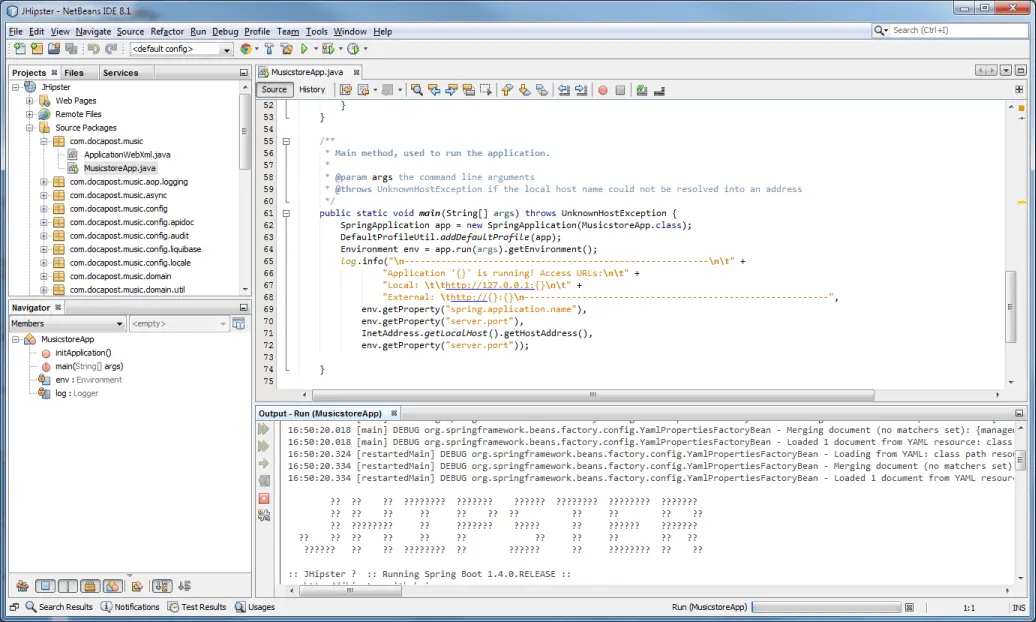 JHipster - NetBeans IDE 8.1
File Edit View Navigate Source Refactor Run Debug Profile Team Tools Window Help
Search (Ctrl+I)
<default config>
Projects Files Services
JHipster
Web Pages
Remote Files
Source Packages
com.docapost.music
ApplicationWebXml.java
MusicstoreApp.java
com.docapost.music.aop.logging
com.docapost.music.async
com.docapost.music.config
com.docapost.music.config.apidoc
com.docapost.music.config.audit
com.docapost.music.config.liquibase
com.docapost.music.config.locale
com.docapost.music.domain
com.docapost.music.domain.util
Navigator
Members <empty>
MusicstoreApp
initApplication()
main(String[] args)
env : Environment
log : Logger
MusicstoreApp.java
Source History
52 }
53 }
54
55 /**
56 * Main method, used to run the application.
57 *
58 * @param args the command line arguments
59 * @throws UnknownHostException if the local host name could not be resolved into an address
60 */
61 public static void main(String[] args) throws UnknownHostException {
62 SpringApplication app = new SpringApplication(MusicstoreApp.class);
63 DefaultProfileUtil.addDefaultProfile(app);
64 Environment env = app.run(args).getEnvironment();
65 log.info("\n----------------------------------------------------------\n\t" +
66 "Application '{}' is running! Access URLs:\n\t" +
67 "Local: \t\thttp://127.0.0.1:{}\n\t" +
68 "External: \thttp://{}:{}\n----------------------------------------------------------",
69 env.getProperty("spring.application.name"),
70 env.getProperty("server.port"),
71 InetAddress.getLocalHost().getHostAddress(),
72 env.getProperty("server.port"));
73
74 }
75
Output - Run (MusicstoreApp)
16:50:20.018 [main] DEBUG org.springframework.beans.factory.config.YamlPropertiesFactoryBean - Merging document (no matchers set): {manage
16:50:20.018 [main] DEBUG org.springframework.beans.factory.config.YamlPropertiesFactoryBean - Loaded 1 document from YAML resource: class
16:50:20.324 [restartedMain] DEBUG org.springframework.beans.factory.config.YamlPropertiesFactoryBean - Loading from YAML: class path reso
16:50:20.334 [restartedMain] DEBUG org.springframework.beans.factory.config.YamlPropertiesFactoryBean - Merging document (no matchers set)
16:50:20.334 [restartedMain] DEBUG org.springframework.beans.factory.config.YamlPropertiesFactoryBean - Loaded 1 document from YAML resour
?? ?? ?? ???????? ??????? ?????? ???????? ???????? ???????
?? ?? ?? ?? ?? ?? ?? ?? ?? ?? ?? ??
?? ???????? ?? ??????? ????? ?? ?????? ???????
?? ?? ?? ?? ?? ?? ?? ?? ?? ?? ??
?????? ?? ?? ???????? ?? ?????? ?? ???????? ?? ??
:: JHipster ? :: Running Spring Boot 1.4.0.RELEASE ::
Search Results Notifications Test Results Usages
Run (MusicstoreApp) 1:1 INS